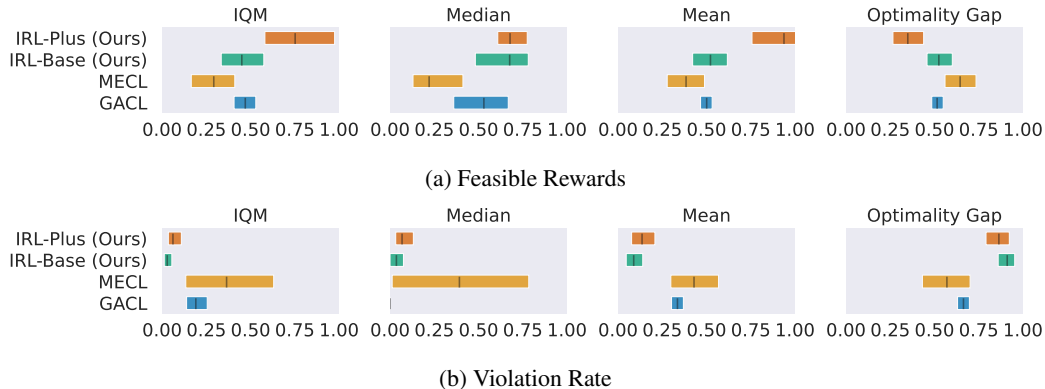 IQM Median Mean Optimality Gap
IRL-Plus (Ours)
IRL-Base (Ours)
MECL
GACL
0.00 0.25 0.50 0.75 1.00 0.00 0.25 0.50 0.75 1.00 0.00 0.25 0.50 0.75 1.00 0.00 0.25 0.50 0.75 1.00
(a) Feasible Rewards
IQM Median Mean Optimality Gap
IRL-Plus (Ours)
IRL-Base (Ours)
MECL
GACL
0.00 0.25 0.50 0.75 1.00 0.00 0.25 0.50 0.75 1.00 0.00 0.25 0.50 0.75 1.00 0.00 0.25 0.50 0.75 1.00
(b) Violation Rate